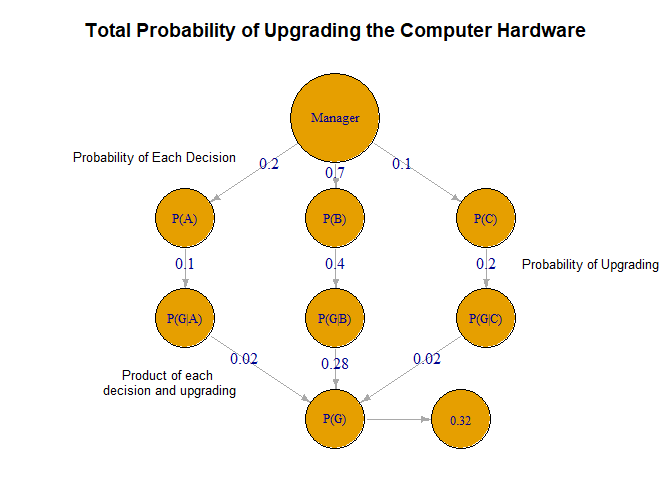 Total Probability of Upgrading the Computer Hardware
Manager
Probability of Each Decision
0.2
0.7
0.1
P(A)
P(B)
P(C)
0.1
0.4
0.2
Probability of Upgrading
P(G|A)
P(G|B)
P(G|C)
0.02
0.28
0.02
Product of each
decision and upgrading
P(G)
0.32